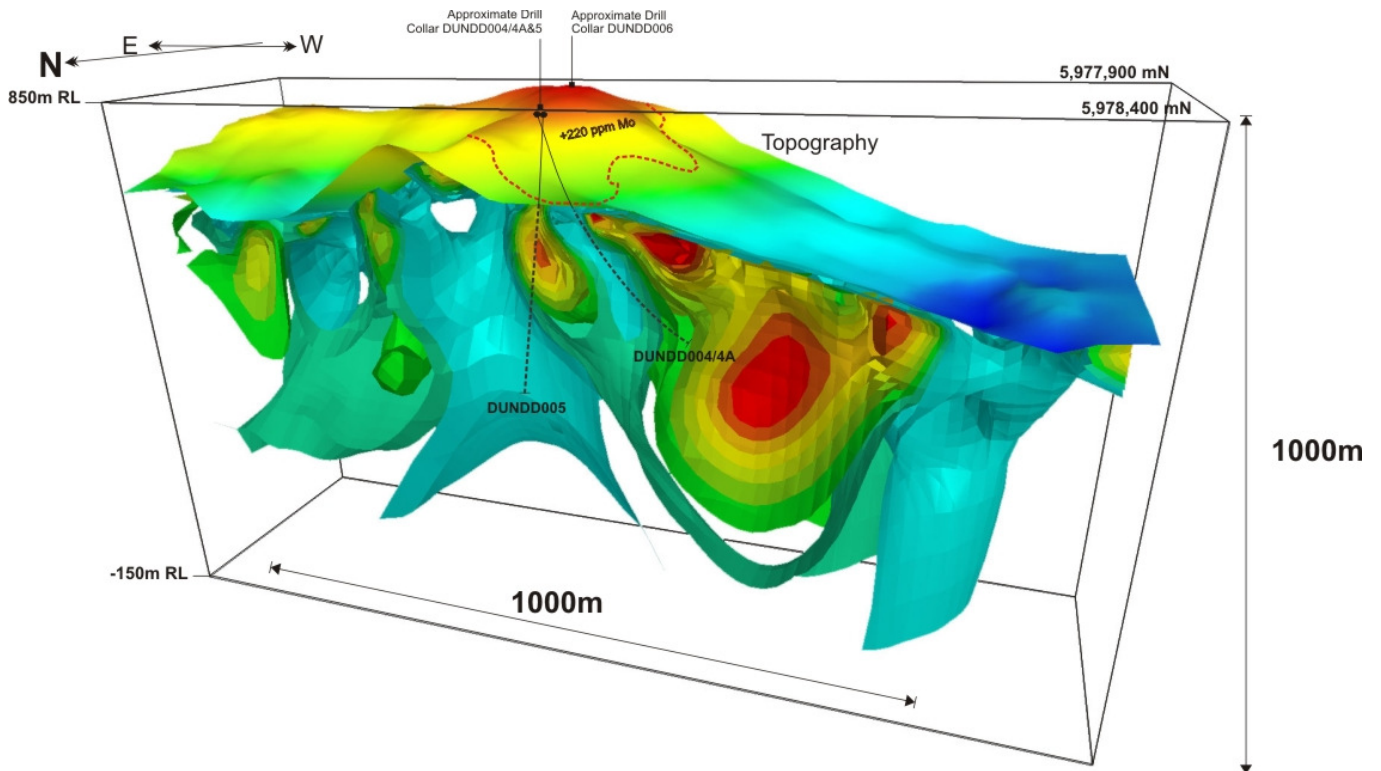 Approximate Drill
Collar DUNDD004/4A&5
Approximate Drill
Collar DUNDD006
E
W
N
5,977,900 mN
850m RL
5,978,400 mN
+220 ppm Mo
Topography
DUNDD004/4A
DUNDD005
1000m
-150m RL
1000m